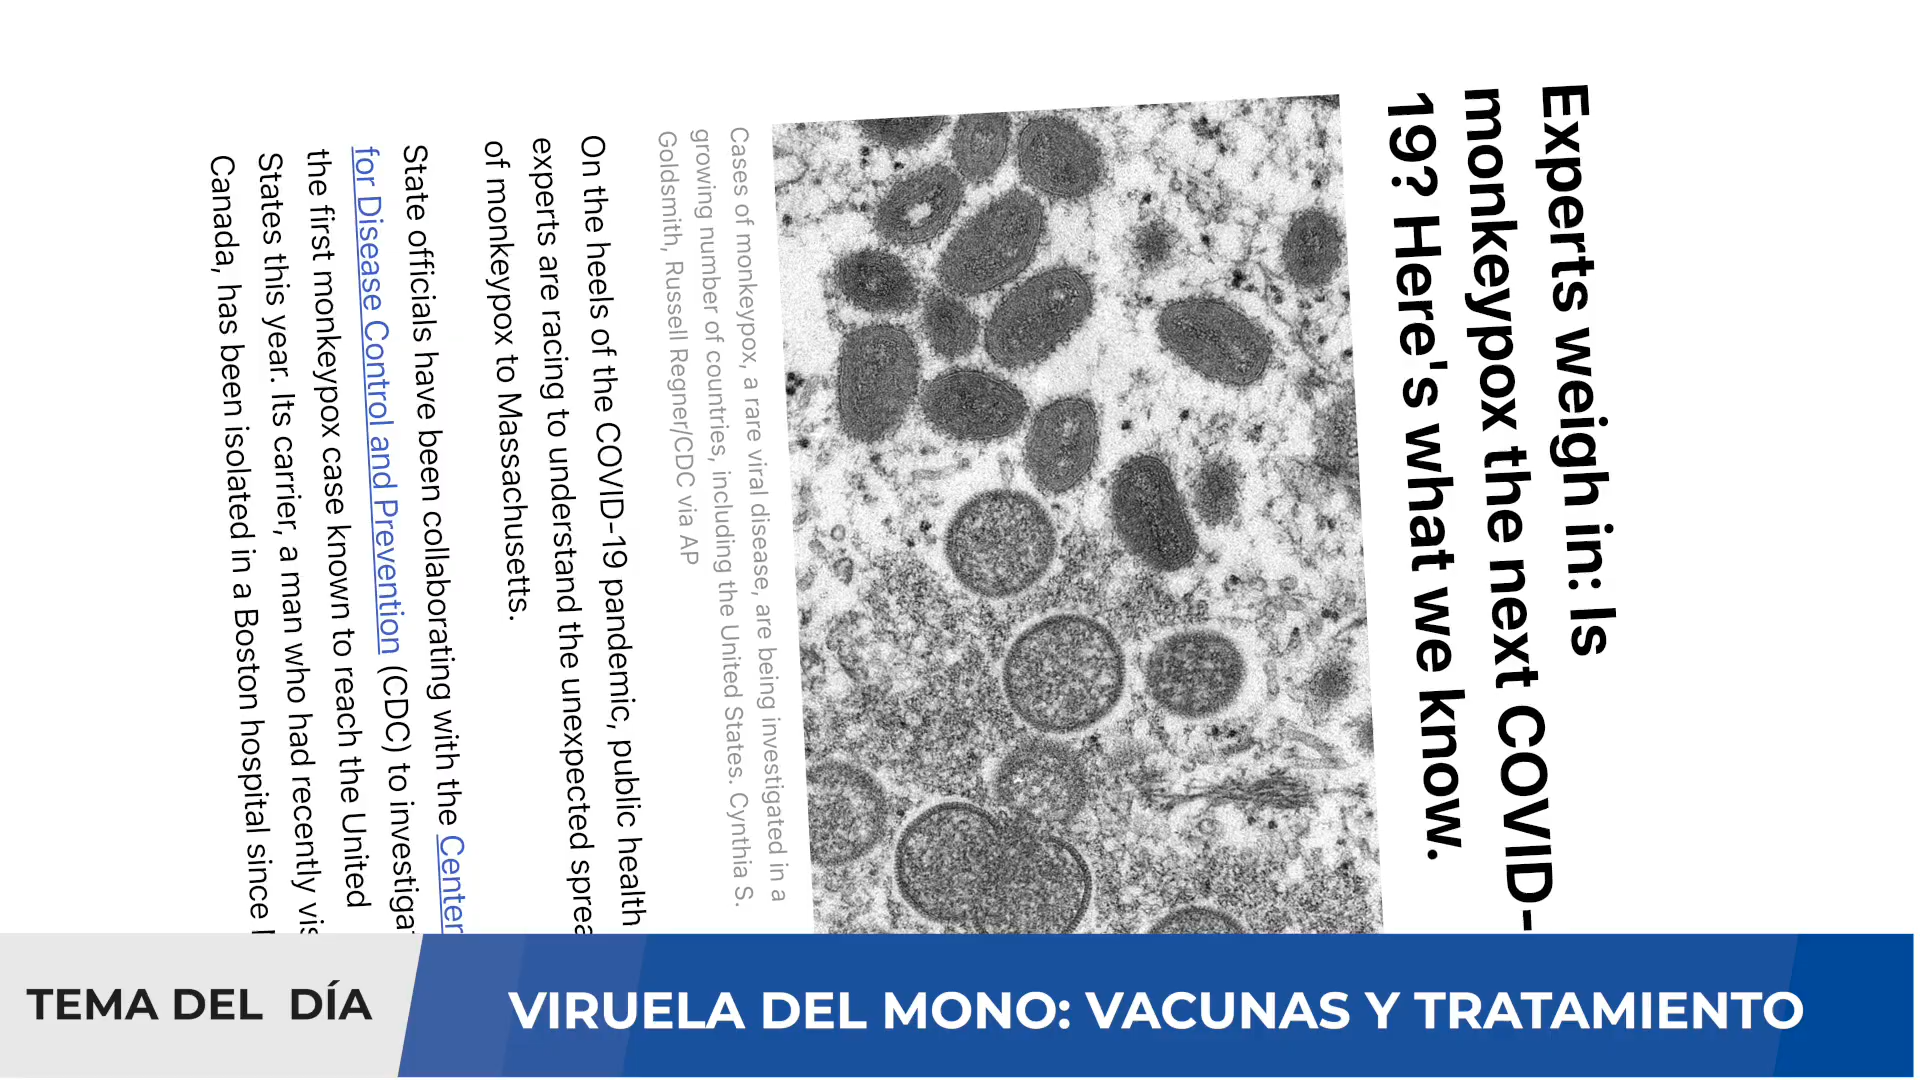 Experts weigh in: Is
monkeypox the next COVID-
19? Here's what we know.
Cases of monkeypox, a rare viral disease, are being investigated in a
growing number of countries, including the United States. Cynthia S.
Goldsmith, Russell Regner/CDC via AP
On the heels of the COVID-19 pandemic, public health
experts are racing to understand the unexpected sprea
of monkeypox to Massachusetts.
State officials have been collaborating with the Center
for Disease Control and Prevention (CDC) to investiga
the first monkeypox case known to reach the United
States this year. Its carrier, a man who had recently vis
Canada, has been isolated in a Boston hospital since
TEMA DEL DÍA
VIRUELA DEL MONO: VACUNAS Y TRATAMIENTO